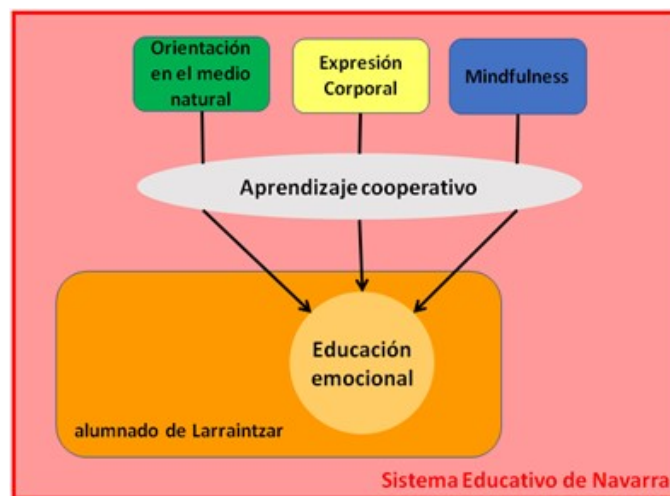 Orientación
en el medio
natural
Expresión
Corporal
Mindfulness
Aprendizaje cooperativo
Educación
emocional
alumnado de Larraintzar
Sistema Educativo de Navarra